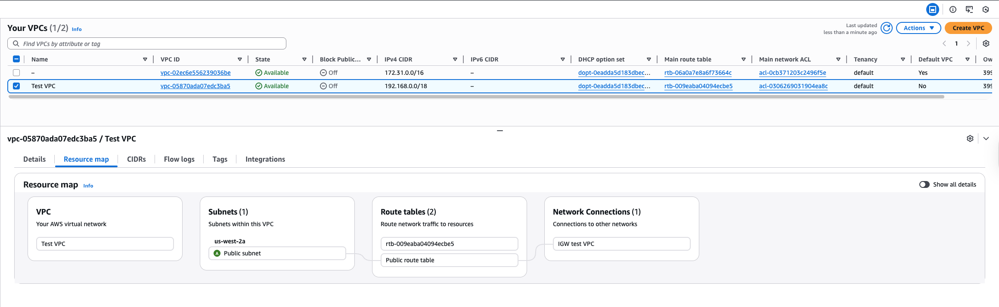 Your VPCs (1/2) Info
Last updated
less than a minute ago
Actions
Create VPC
Find VPCs by attribute or tag
1
Name VPC ID State Block Public... IPv4 CIDR IPv6 CIDR DHCP option set Main route table Main network ACL Tenancy Default VPC Ow
– vpc-02ec6e556239036be Available Off 172.31.0.0/16 – dopt-0eadda5d183dbec... rtb-06a0a7e8a6f73664c acl-0cb371203c2496f5e default Yes 399
Test VPC vpc-05870ada07edc3ba5 Available Off 192.168.0.0/18 – dopt-0eadda5d183dbec... rtb-009eaba04094ecbe5 acl-0306269031904ea8c default No 399
vpc-05870ada07edc3ba5 / Test VPC
Details Resource map CIDRs Flow logs Tags Integrations
Resource map Info
Show all details
VPC
Your AWS virtual network
Test VPC
Subnets (1)
Subnets within this VPC
us-west-2a
A Public subnet
Route tables (2)
Route network traffic to resources
rtb-009eaba04094ecbe5
Public route table
Network Connections (1)
Connections to other networks
IGW test VPC